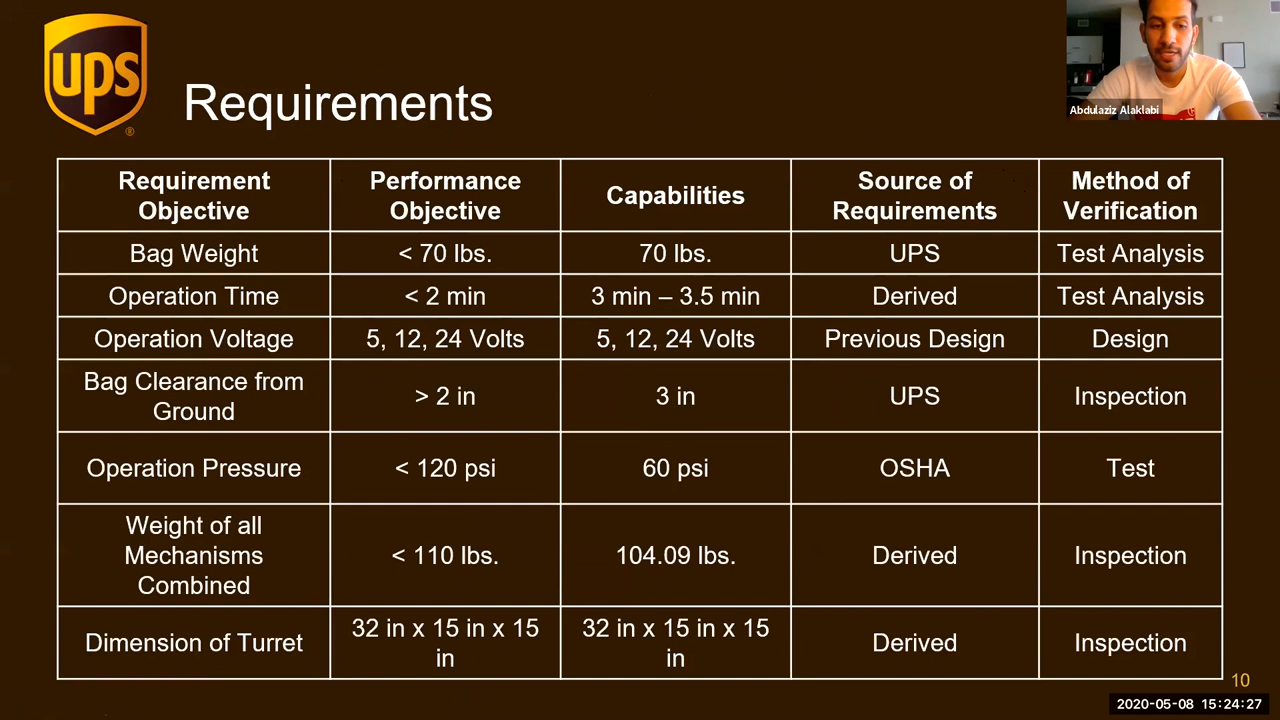 ups
®
Requirements
Abdulaziz Alaklabi
Requirement
Objective
Performance
Objective
Capabilities
Source of
Requirements
Method of
Verification
Bag Weight
< 70 lbs.
70 lbs.
UPS
Test Analysis
Operation Time
< 2 min
3 min – 3.5 min
Derived
Test Analysis
Operation Voltage
5, 12, 24 Volts
5, 12, 24 Volts
Previous Design
Design
Bag Clearance from
Ground
> 2 in
3 in
UPS
Inspection
Operation Pressure
< 120 psi
60 psi
OSHA
Test
Weight of all
Mechanisms
Combined
< 110 lbs.
104.09 lbs.
Derived
Inspection
Dimension of Turret
32 in x 15 in x 15
in
32 in x 15 in x 15
in
Derived
Inspection
10
2020-05-08 15:24:27